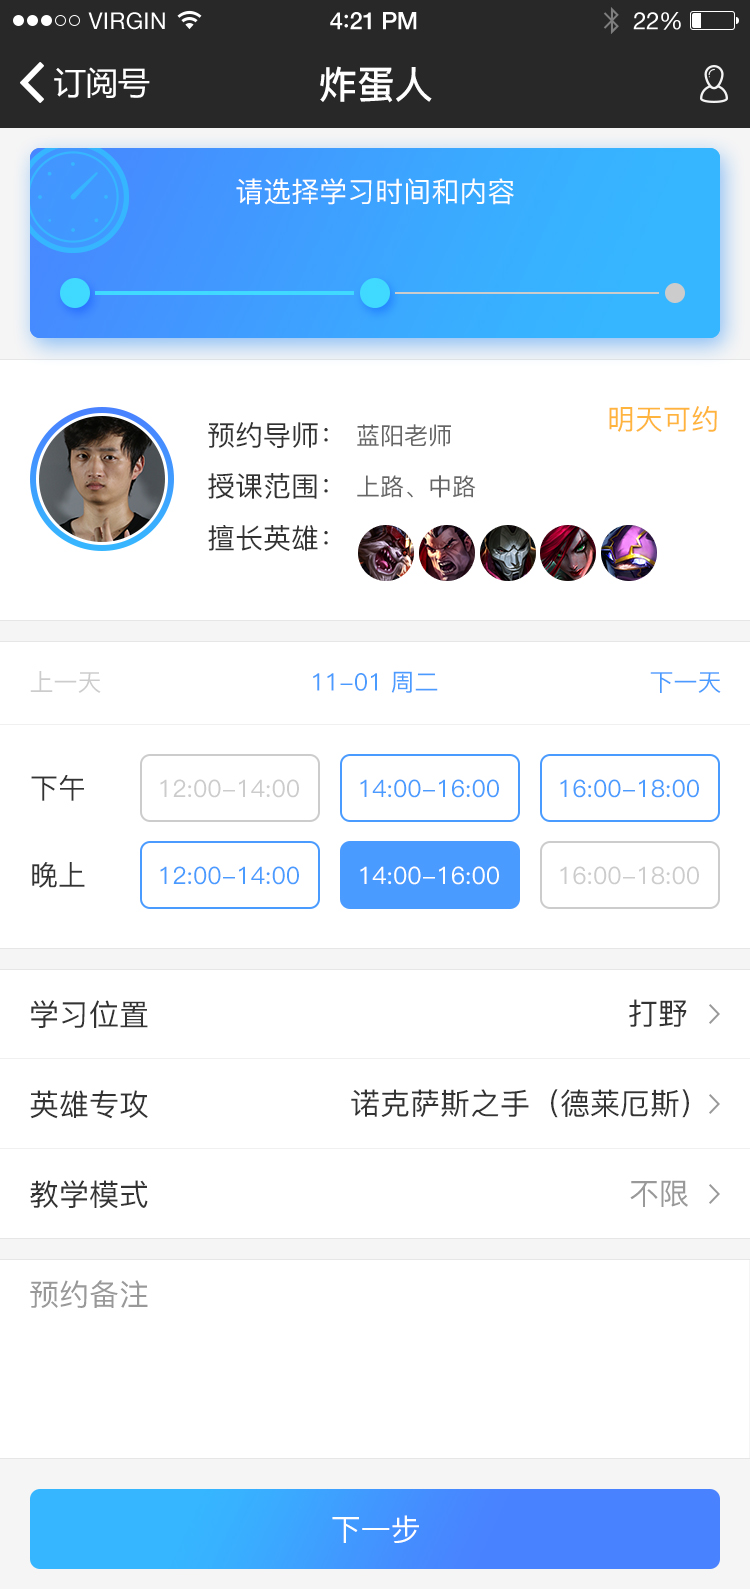 VIRGIN 4:21 PM 22%
订阅号 炸蛋人
请选择学习时间和内容
明天可约
预约导师： 蓝阳老师
授课范围： 上路、中路
擅长英雄：
上一天 11-01 周二 下一天
下午 12:00-14:00 14:00-16:00 16:00-18:00
晚上 12:00-14:00 14:00-16:00 16:00-18:00
学习位置 打野
英雄专攻 诺克萨斯之手（德莱厄斯）
教学模式 不限
预约备注
下一步